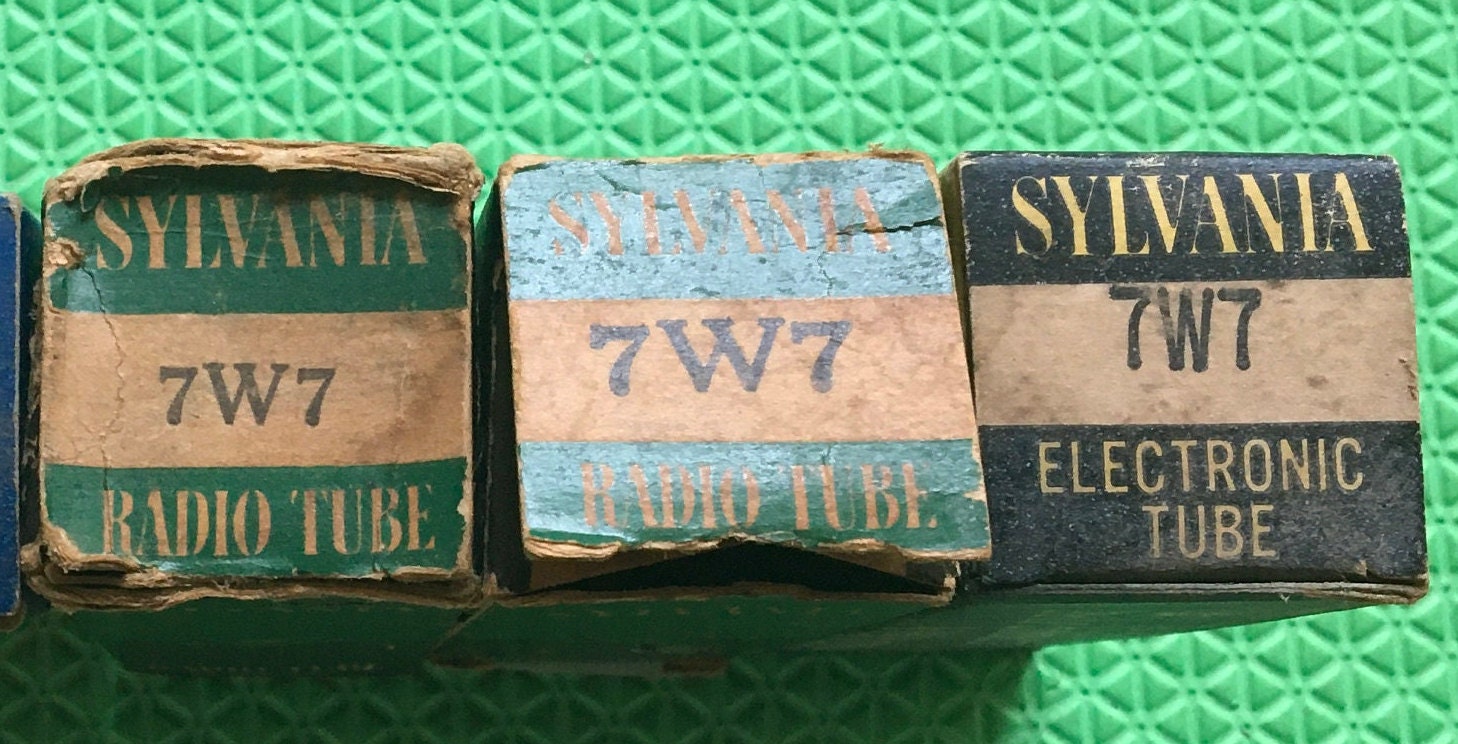 SYLVANIA
7W7
RADIO TUBE
SYLVANIA
7W7
RADIO TUBE
SYLVANIA
7W7
ELECTRONIC
TUBE